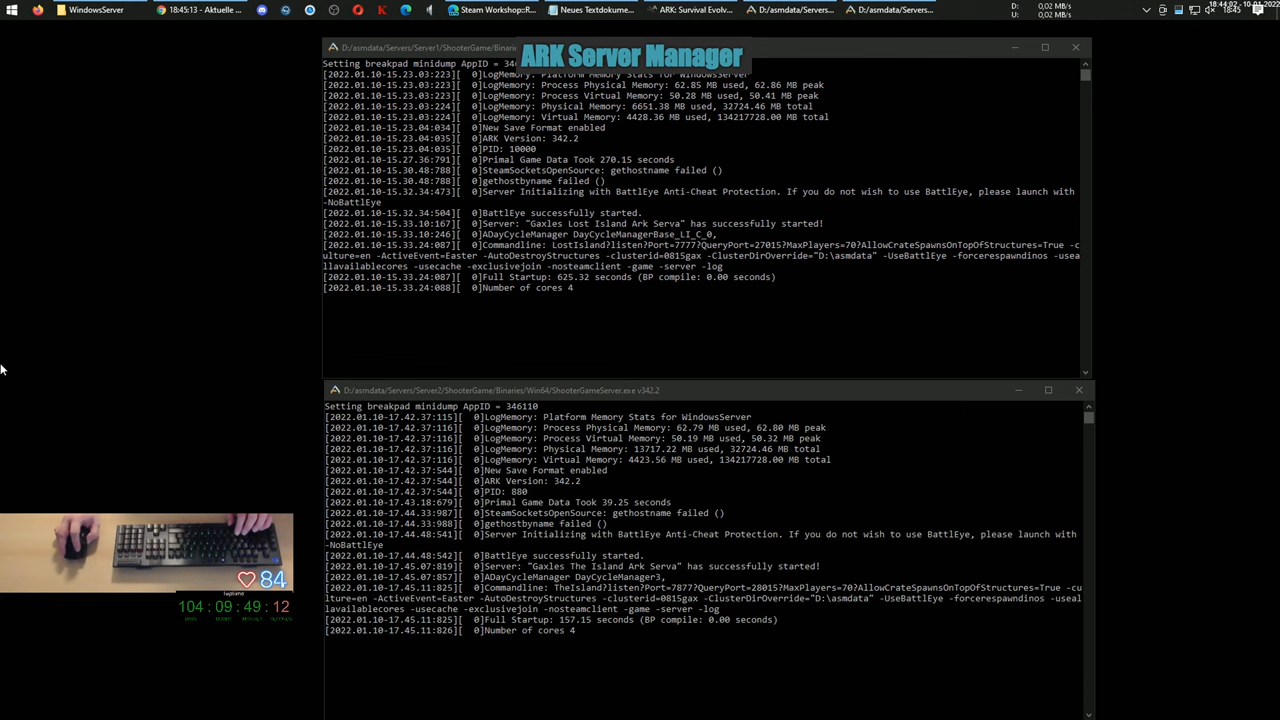 WindowsServer
18:45:13 - Aktuelle ...
Steam Workshop::R...
Neues Textdokume...
ARK: Survival Evolv...
D:/asmdata/Servers...
D:/asmdata/Servers...
D: 0,02 MB/s
U: 0,02 MB/s
18:45
18:44:02 - 10.01.2022
D:/asmdata/Servers/Server1/ShooterGame/Binaries
ARK Server Manager
Setting breakpad minidump AppID = 346
[2022.01.10-15.23.03:223][  0]LogMemory: Platform Memory Stats for WindowsServer
[2022.01.10-15.23.03:223][  0]LogMemory: Process Physical Memory: 62.85 MB used, 62.86 MB peak
[2022.01.10-15.23.03:223][  0]LogMemory: Process Virtual Memory: 50.28 MB used, 50.41 MB peak
[2022.01.10-15.23.03:224][  0]LogMemory: Physical Memory: 6651.38 MB used, 32724.46 MB total
[2022.01.10-15.23.03:224][  0]LogMemory: Virtual Memory: 4428.36 MB used, 134217728.00 MB total
[2022.01.10-15.23.04:034][  0]New Save Format enabled
[2022.01.10-15.23.04:035][  0]ARK Version: 342.2
[2022.01.10-15.23.04:035][  0]PID: 10000
[2022.01.10-15.27.36:791][  0]Primal Game Data Took 270.15 seconds
[2022.01.10-15.30.48:788][  0]SteamSocketsOpenSource: gethostname failed ()
[2022.01.10-15.30.48:788][  0]gethostbyname failed ()
[2022.01.10-15.32.34:473][  0]Server Initializing with BattlEye Anti-Cheat Protection. If you do not wish to use BattlEye, please launch with
-NoBattlEye
[2022.01.10-15.32.34:504][  0]BattlEye successfully started.
[2022.01.10-15.33.10:167][  0]Server: "Gaxles Lost Island Ark Serva" has successfully started!
[2022.01.10-15.33.10:246][  0]ADayCycleManager DayCycleManagerBase_LI_C_0,
[2022.01.10-15.33.24:087][  0]Commandline: LostIsland?listen?Port=7777?QueryPort=27015?MaxPlayers=70?AllowCrateSpawnsOnTopOfStructures=True -c
ulture=en -ActiveEvent=Easter -AutoDestroyStructures -clusterid=0815gax -ClusterDirOverride="D:\asmdata" -UseBattlEye -forcerespawndinos -usea
llavailablecores -usecache -exclusivejoin -nosteamclient -game -server -log
[2022.01.10-15.33.24:087][  0]Full Startup: 625.32 seconds (BP compile: 0.00 seconds)
[2022.01.10-15.33.24:088][  0]Number of cores 4
D:/asmdata/Servers/Server2/ShooterGame/Binaries/Win64/ShooterGameServer.exe v342.2
Setting breakpad minidump AppID = 346110
[2022.01.10-17.42.37:115][  0]LogMemory: Platform Memory Stats for WindowsServer
[2022.01.10-17.42.37:116][  0]LogMemory: Process Physical Memory: 62.79 MB used, 62.80 MB peak
[2022.01.10-17.42.37:116][  0]LogMemory: Process Virtual Memory: 50.19 MB used, 50.32 MB peak
[2022.01.10-17.42.37:116][  0]LogMemory: Physical Memory: 13717.22 MB used, 32724.46 MB total
[2022.01.10-17.42.37:116][  0]LogMemory: Virtual Memory: 4423.56 MB used, 134217728.00 MB total
[2022.01.10-17.42.37:544][  0]New Save Format enabled
[2022.01.10-17.42.37:544][  0]ARK Version: 342.2
[2022.01.10-17.42.37:544][  0]PID: 880
[2022.01.10-17.43.18:679][  0]Primal Game Data Took 39.25 seconds
[2022.01.10-17.44.33:987][  0]SteamSocketsOpenSource: gethostname failed ()
[2022.01.10-17.44.33:988][  0]gethostbyname failed ()
[2022.01.10-17.44.48:541][  0]Server Initializing with BattlEye Anti-Cheat Protection. If you do not wish to use BattlEye, please launch with
-NoBattlEye
[2022.01.10-17.44.48:542][  0]BattlEye successfully started.
[2022.01.10-17.45.07:819][  0]Server: "Gaxles The Island Ark Serva" has successfully started!
[2022.01.10-17.45.07:857][  0]ADayCycleManager DayCycleManager3,
[2022.01.10-17.45.11:825][  0]Commandline: TheIsland?listen?Port=7877?QueryPort=28015?MaxPlayers=70?AllowCrateSpawnsOnTopOfStructures=True -cu
lture=en -ActiveEvent=Easter -AutoDestroyStructures -clusterid=0815gax -ClusterDirOverride="D:\asmdata" -UseBattlEye -forcerespawndinos -useal
lavailablecores -usecache -exclusivejoin -nosteamclient -game -server -log
[2022.01.10-17.45.11:825][  0]Full Startup: 157.15 seconds (BP compile: 0.00 seconds)
[2022.01.10-17.45.11:826][  0]Number of cores 4
84
104 : 09 : 49 : 12